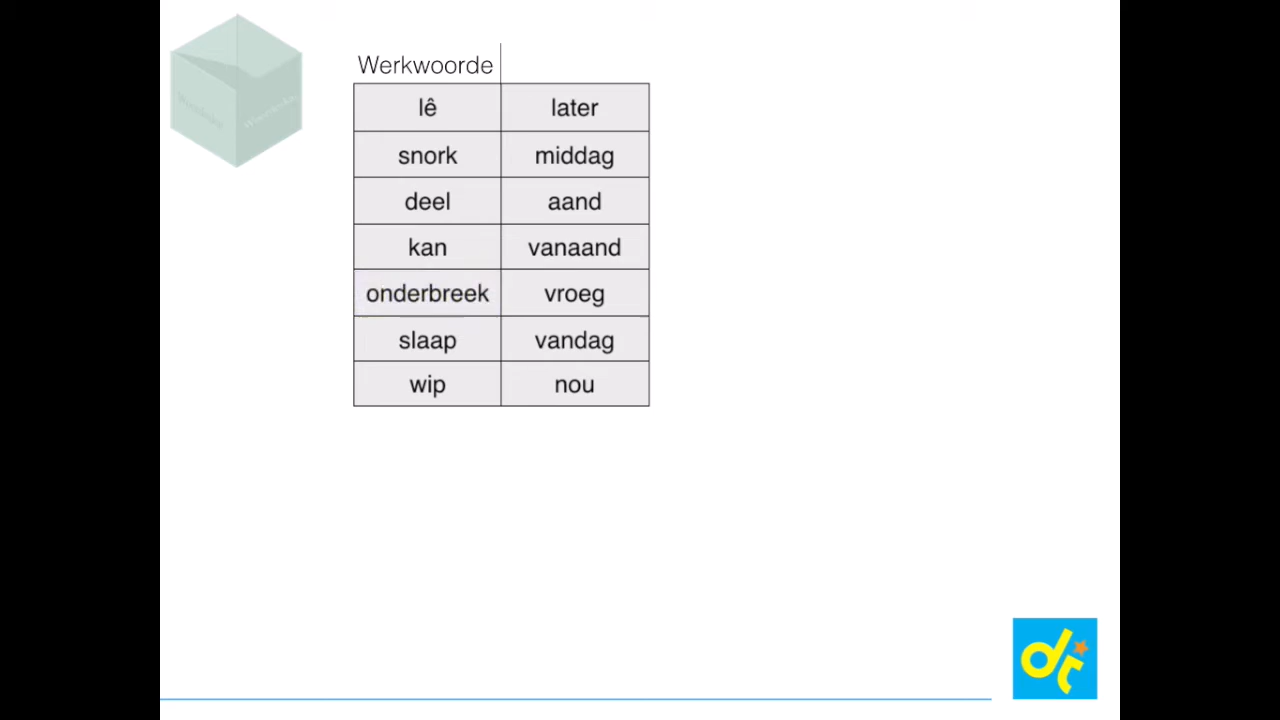 Werkwoorde
lê later
snork middag
deel aand
kan vanaand
onderbreek vroeg
slaap vandag
wip nou